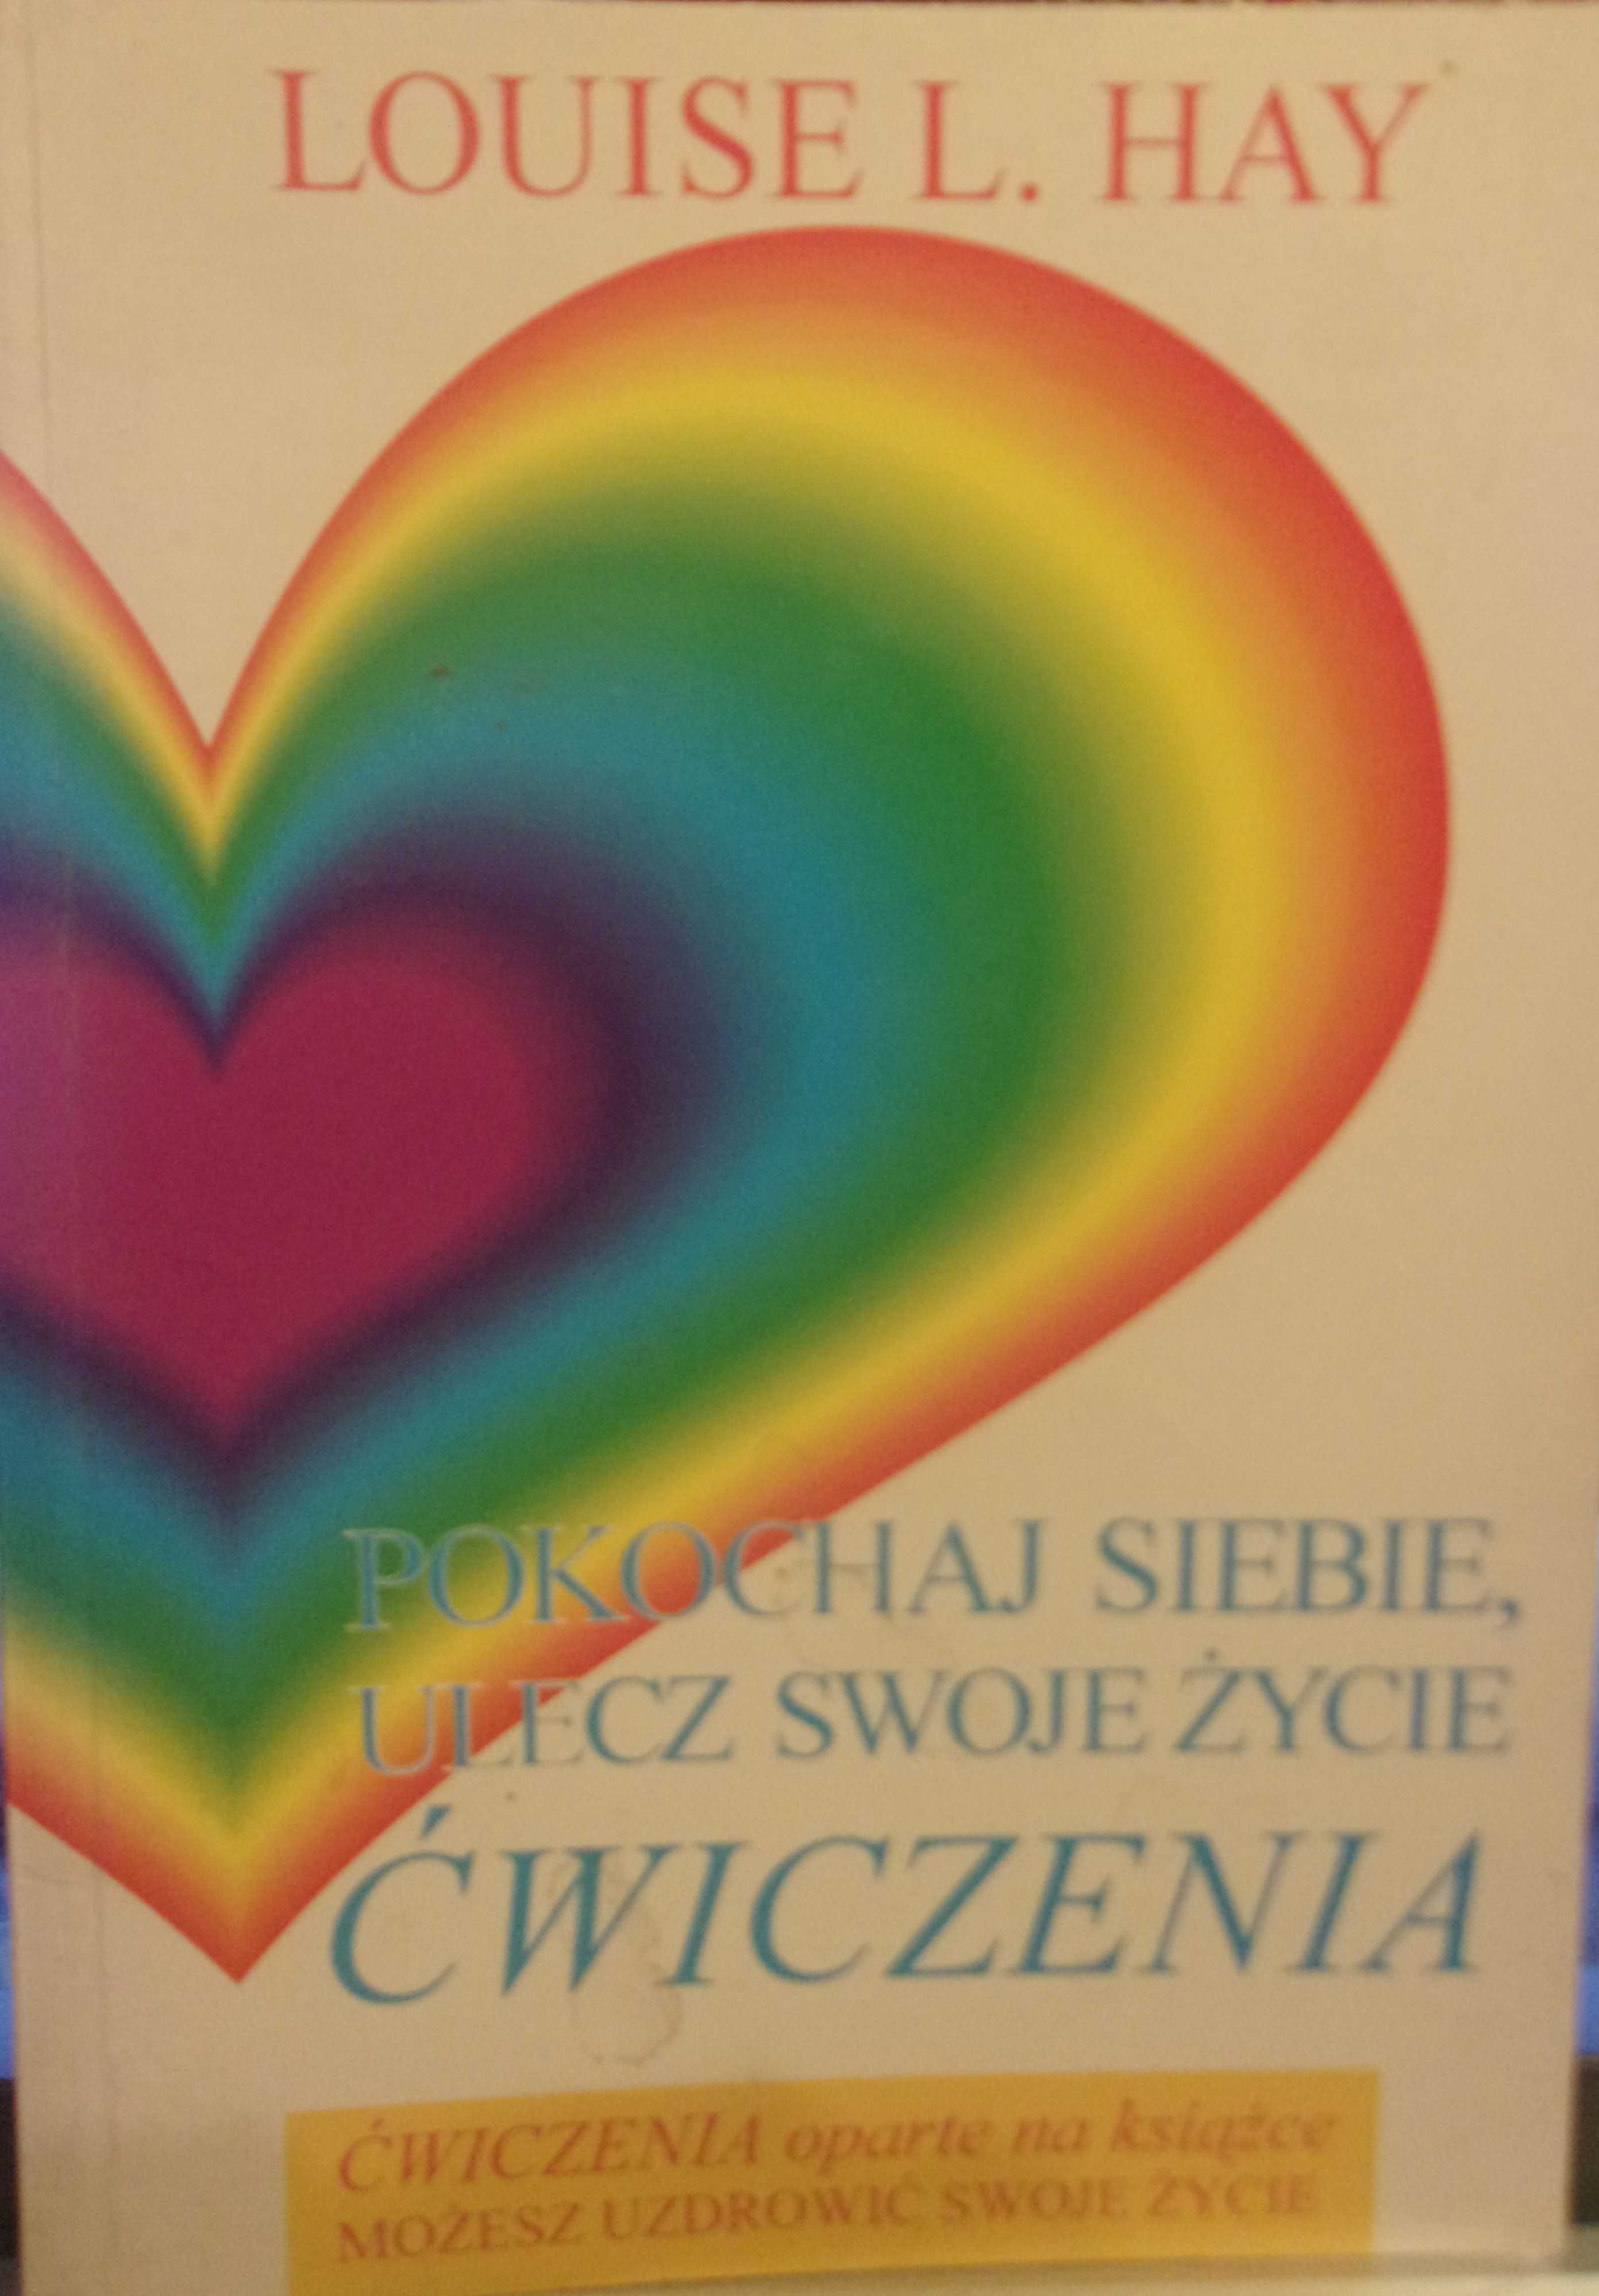 LOUISE L. HAY
POKOCHAJ SIEBIE,
ULECZ SWOJE ŻYCIE
ĆWICZENIA
ĆWICZENIA oparte na książce
MOŻESZ UZDROWIĆ SWOJE ŻYCIE